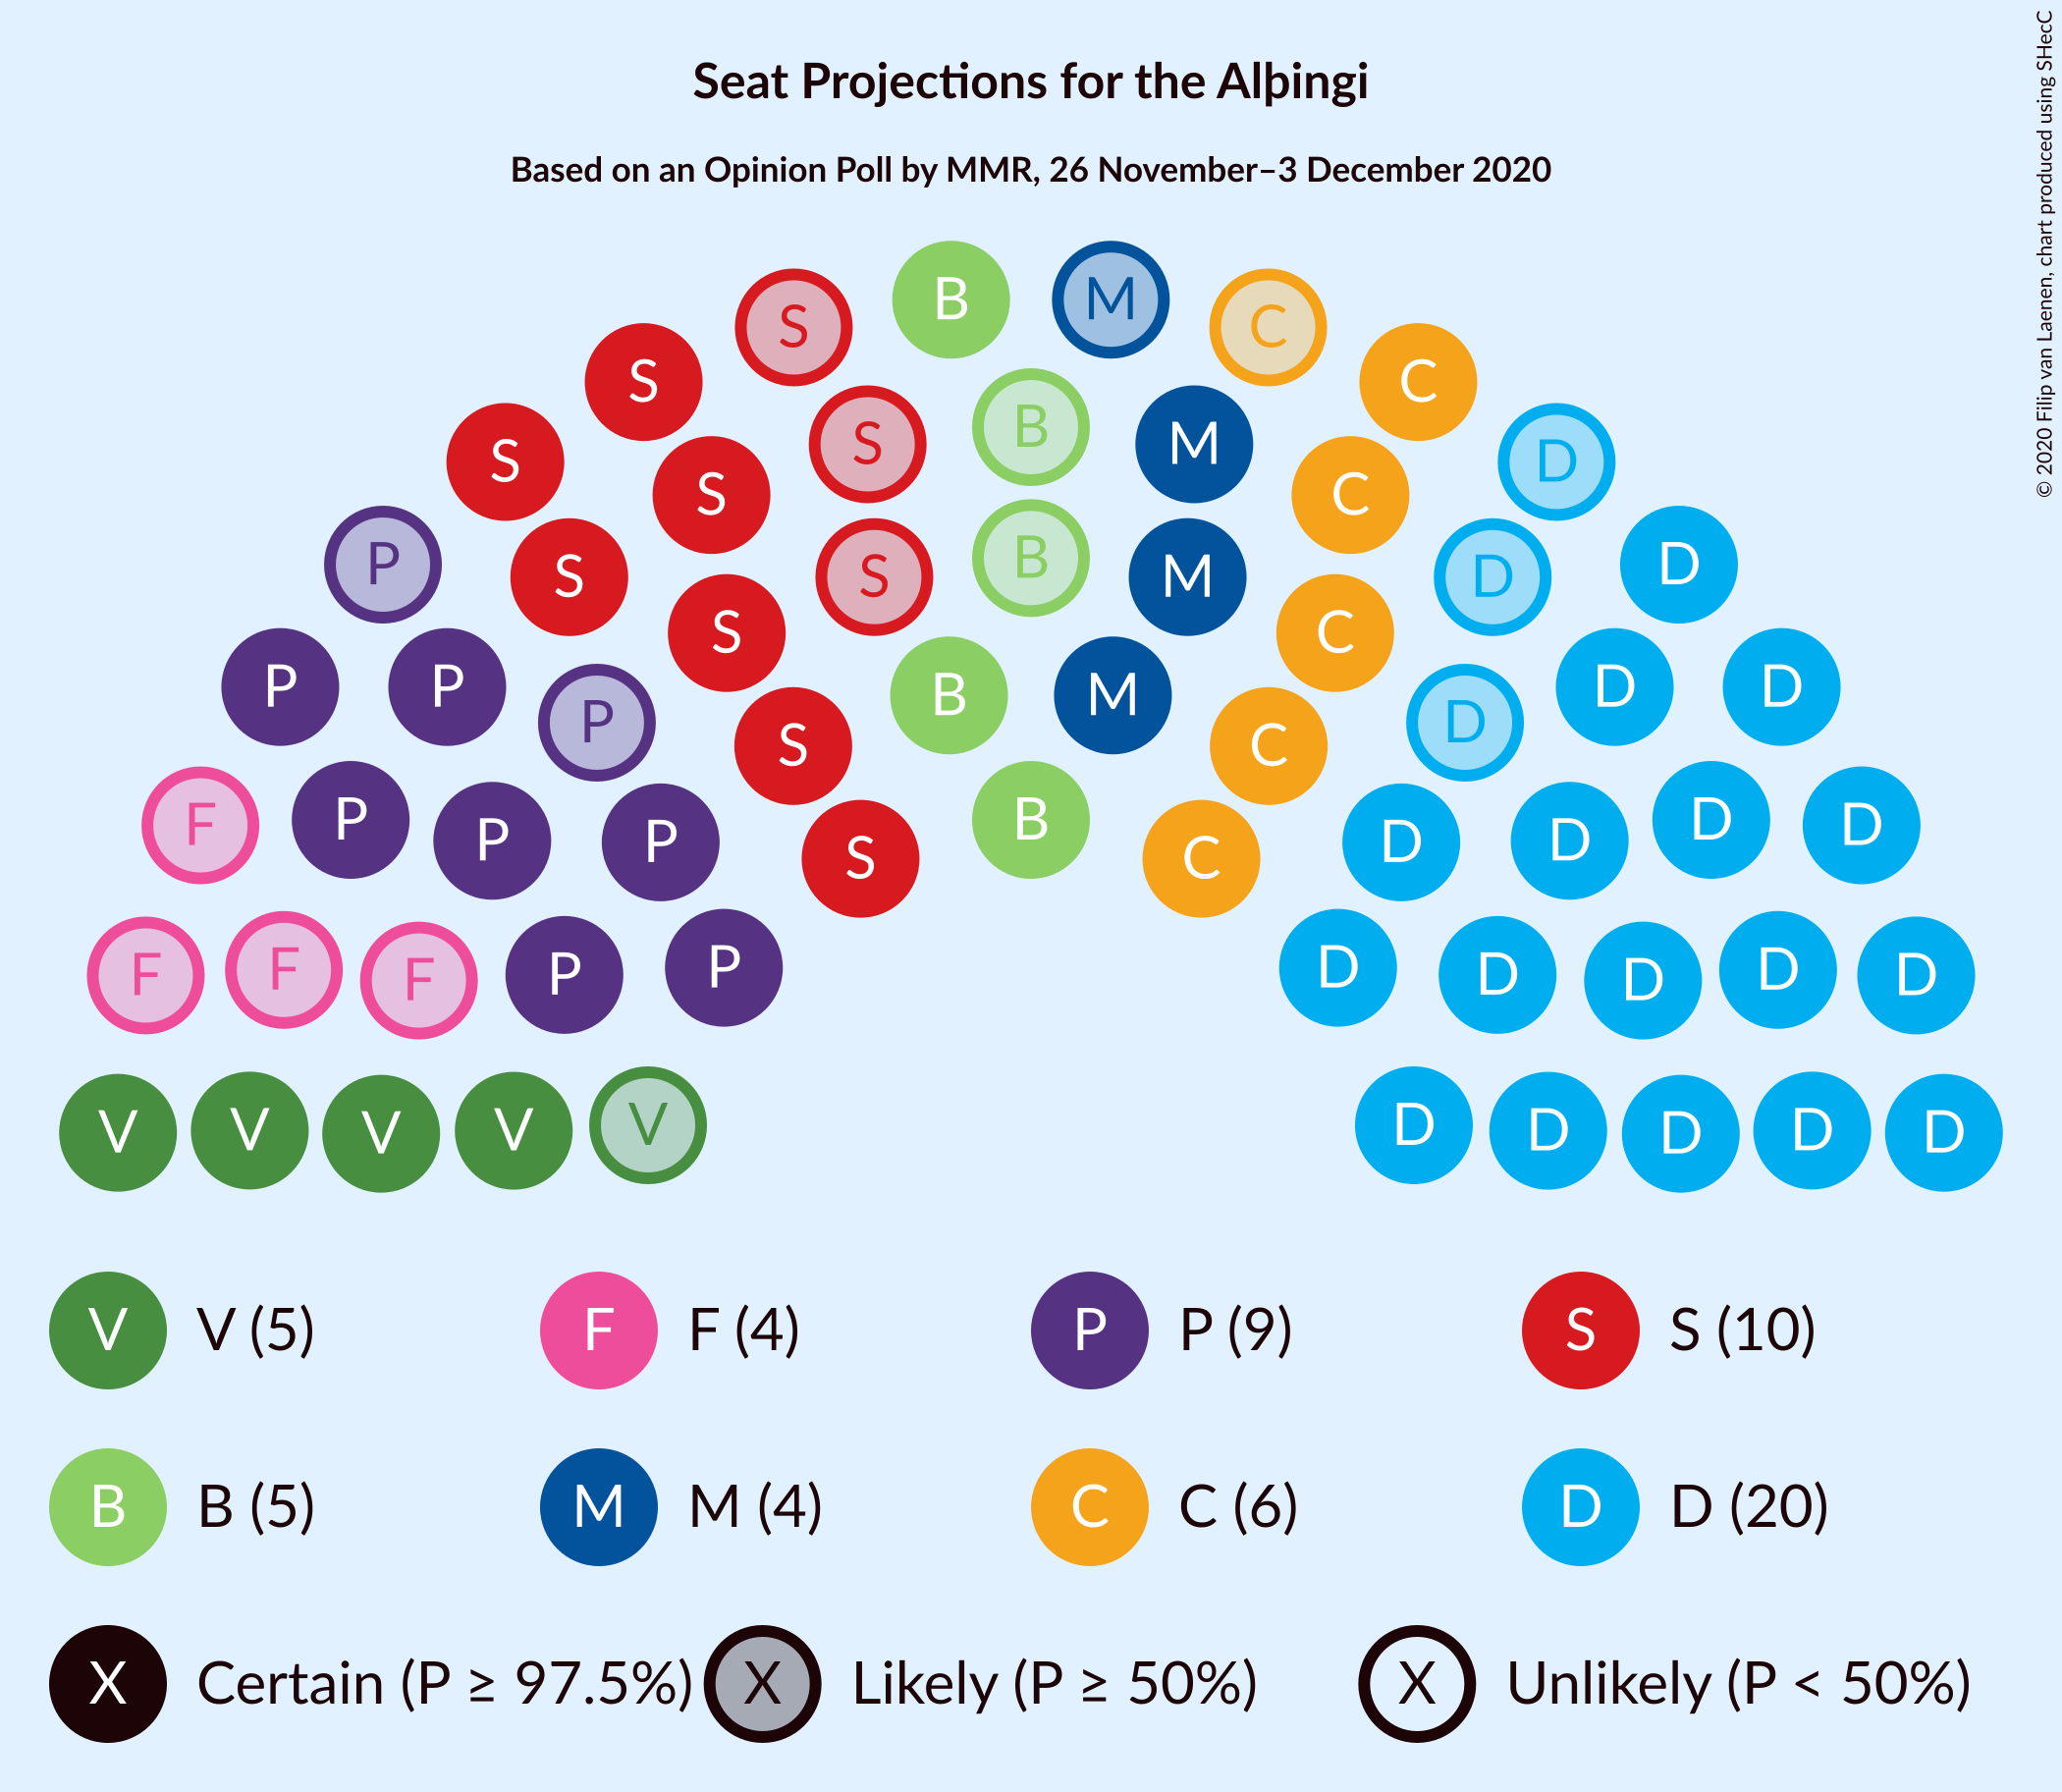 © 2020 Filip van Laenen, chart produced using SHecC
Seat Projections for the Alþingi
Based on an Opinion Poll by MMR, 26 November–3 December 2020
B M
S C
S C
B
S M
S D
S C
B
P D
S S M D
S C
P P D D
B M
P D
S C
F P P P B D D D D
S C
F F F P P D D D D D
V V V V V D D D D D
V V (5) F F (4) P P (9) S S (10)
B B (5) M M (4) C C (6) D D (20)
X Certain (P ≥ 97.5%) X Likely (P ≥ 50%) X Unlikely (P < 50%)